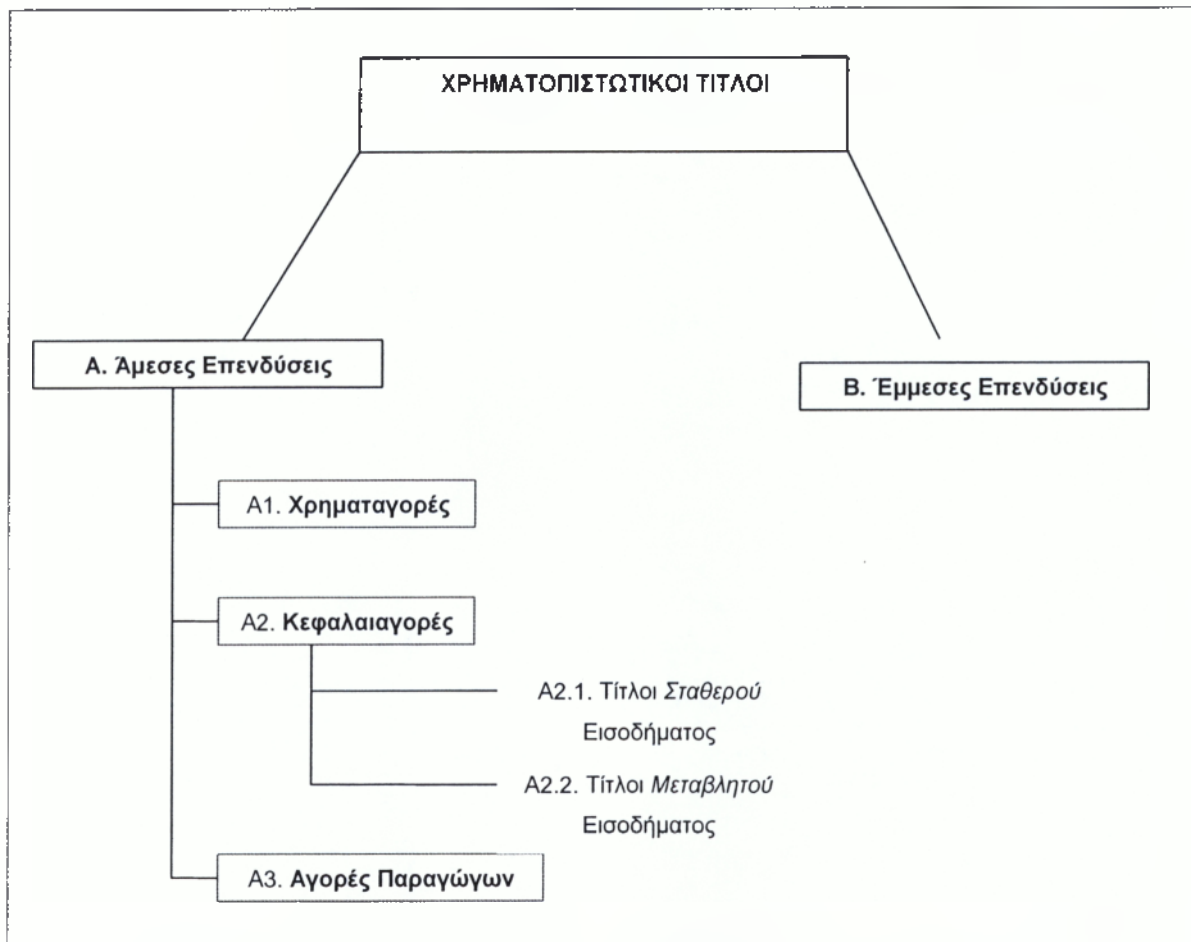 ΧΡΗΜΑΤΟΠΙΣΤΩΤΙΚΟΙ ΤΙΤΛΟΙ
Α. Άμεσες Επενδύσεις
Β. Έμμεσες Επενδύσεις
Α1. Χρηματαγορές
Α2. Κεφαλαιαγορές
Α2.1. Τίτλοι Σταθερού
Εισοδήματος
Α2.2. Τίτλοι Μεταβλητού
Εισοδήματος
Α3. Αγορές Παραγώγων